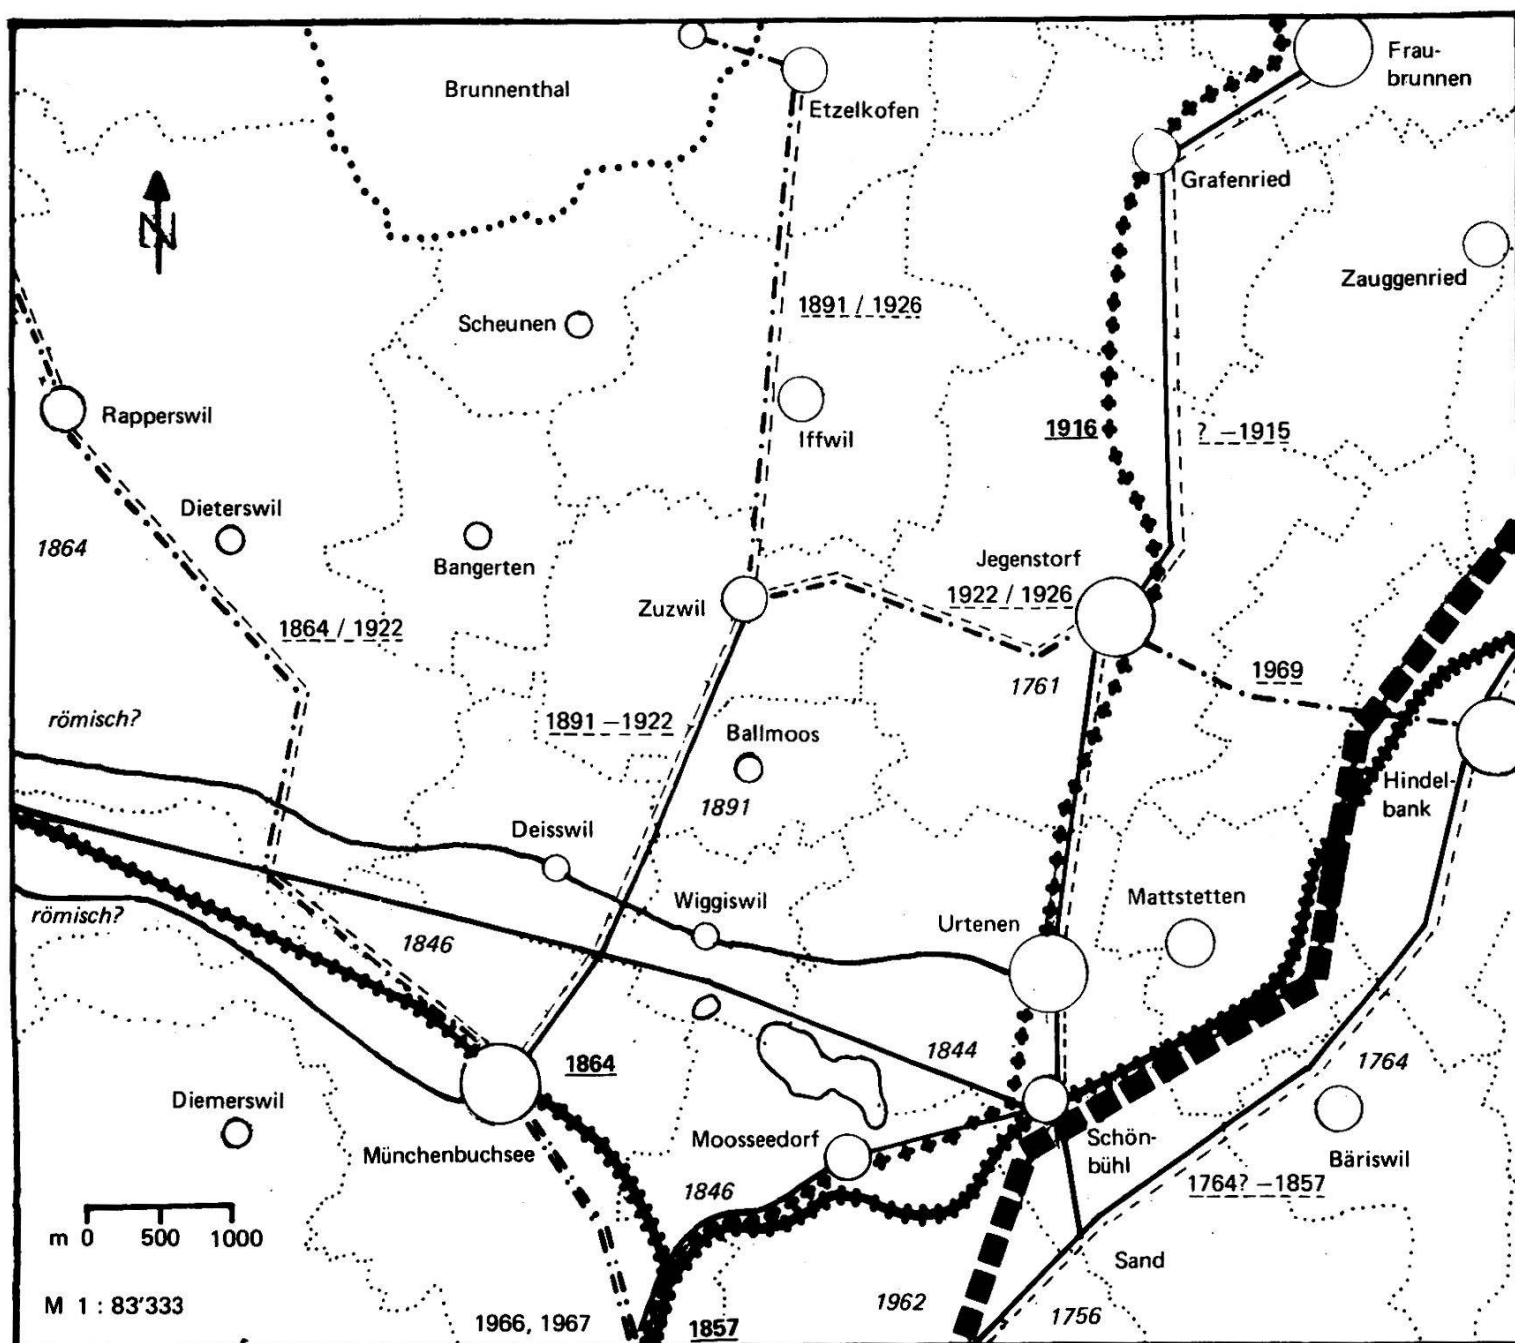 Frau-
brunnen
Brunnenthal
Etzelkofen
Grafenried
N
Zauggenried
Scheunen
1891 / 1926
Rapperswil
Iffwil
1916
? –1915
Dieterswil
1864
Bangerten
Jegenstorf
1922 / 1926
Zuzwil
1864 / 1922
1969
1761
römisch?
1891 –1922
Ballmoos
Hindel-
bank
1891
Deisswil
Mattstetten
Wiggiswil
römisch?
Urtenen
1846
1844
1764
1864
Diemerswil
Moosseedorf
Schön-
bühl
Münchenbuchsee
Bäriswil
1846
1764? –1857
m 0 500 1000
Sand
M 1 : 83'333
1962
1756
1966, 1967
1857